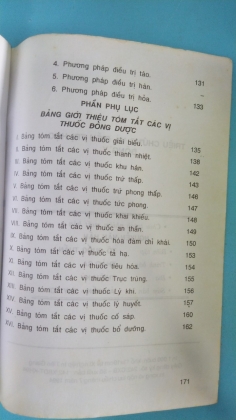 4. Phương pháp điều trị táo. 131
5. Phương pháp điều trị hàn. –
6. Phương pháp điều trị hỏa. 133
PHẦN PHỤ LỤC
BẢNG GIỚI THIỆU TÓM TẮT CÁC VỊ
THUỐC ĐÔNG DƯỢC
I. Bảng tóm tắt các vị thuốc giải biểu. 135
II. Bảng tóm tắt các vị thuốc thanh nhiệt. 138
III. Bảng tóm tắt các vị thuốc khu hàn. 142
IV. Bảng tóm tắt các vị thuốc trừ thấp. 143
V. Bảng tóm tắt các vị thuốc trừ phong thấp. 145
VI. Bảng tóm tắt các vị thuốc tức phong. 146
VII. Bảng tóm tắt các vị thuốc khai khiếu. 148
VIII. Bảng tóm tắt các vị thuốc an thần. 149
IX. Bảng tóm tắt các vị thuốc hóa đàm chỉ khái. 150
X. Bảng tóm tắt các vị thuốc tả hạ. 153
XI. Bảng tóm tắt các vị thuốc tiêu hóa. 154
XII. Bảng tóm tắt các vị thuốc Trục trùng. 155
XIII. Bảng tóm tắt các vị thuốc Lý khí. 156
XIV. Bảng tóm tắt các vị thuốc lý huyết. 157
XV. Bảng tóm tắt các vị thuốc cố sáp. 160
XVI. Bảng tóm tắt các vị thuốc bổ dưỡng. 162
171